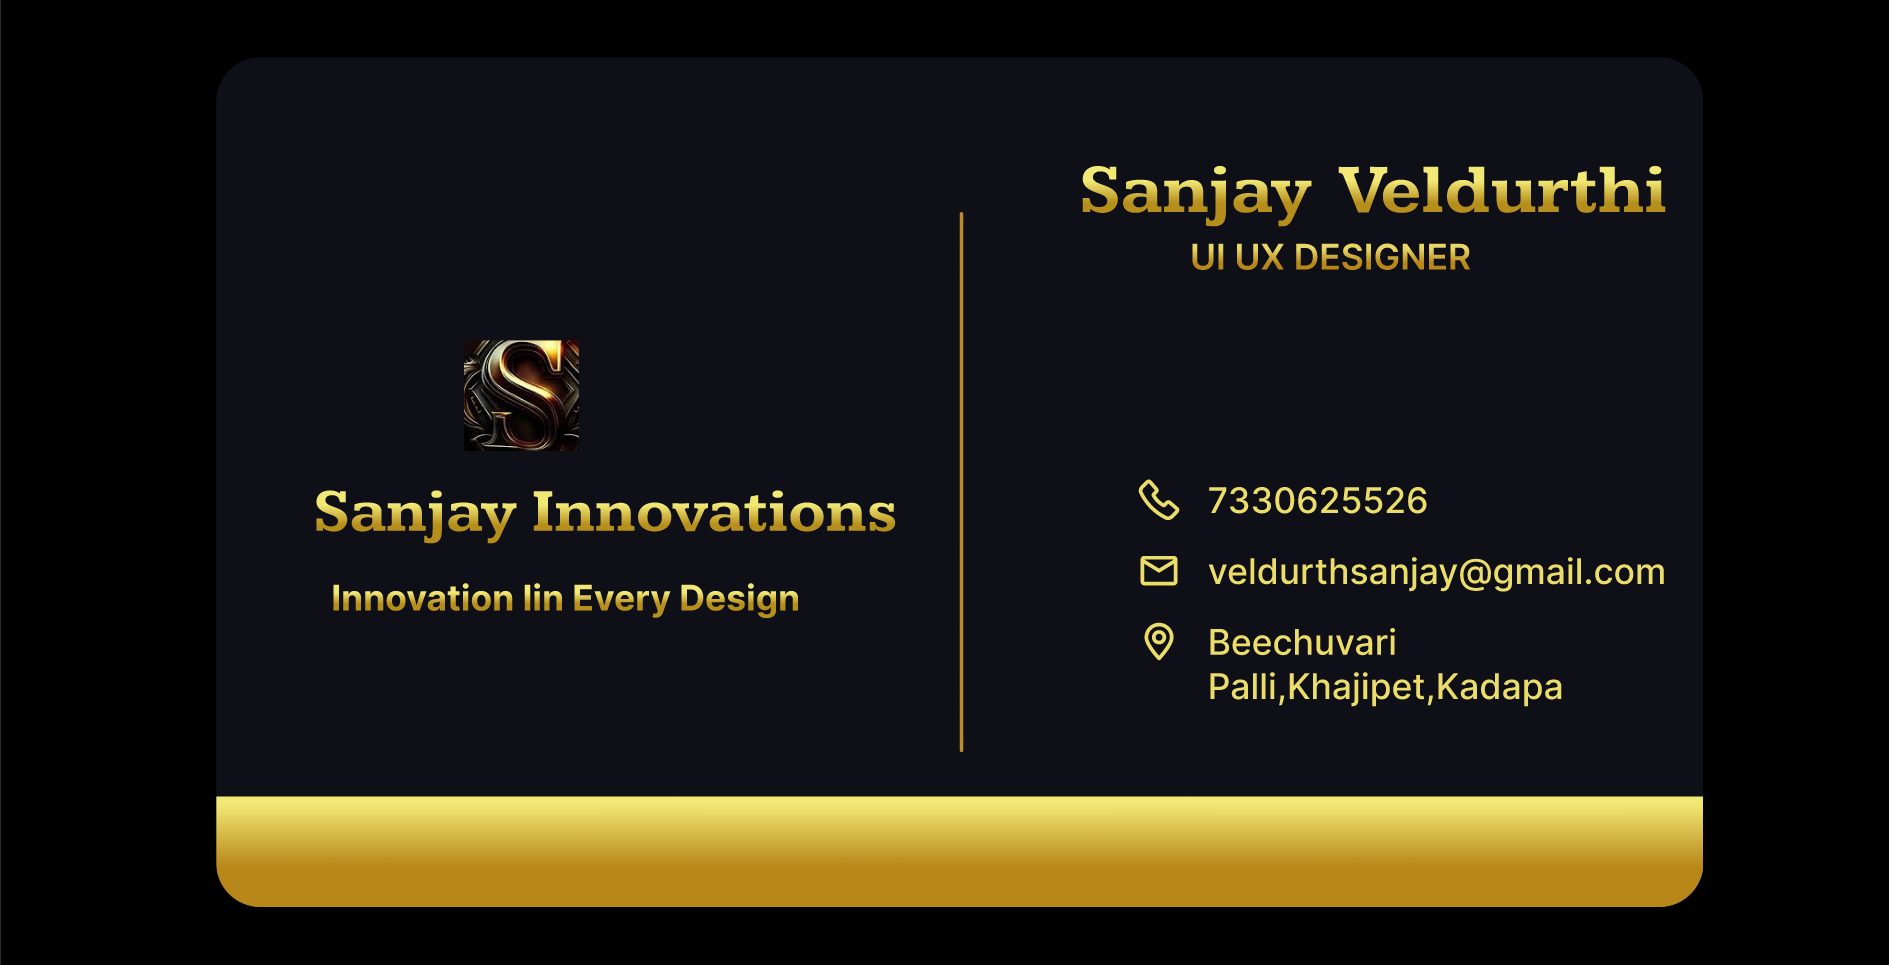 S
Sanjay Innovations
Innovation Iin Every Design
Sanjay Veldurthi
UI UX DESIGNER
7330625526
veldurthsanjay@gmail.com
Beechuvari
Palli,Khajipet,Kadapa